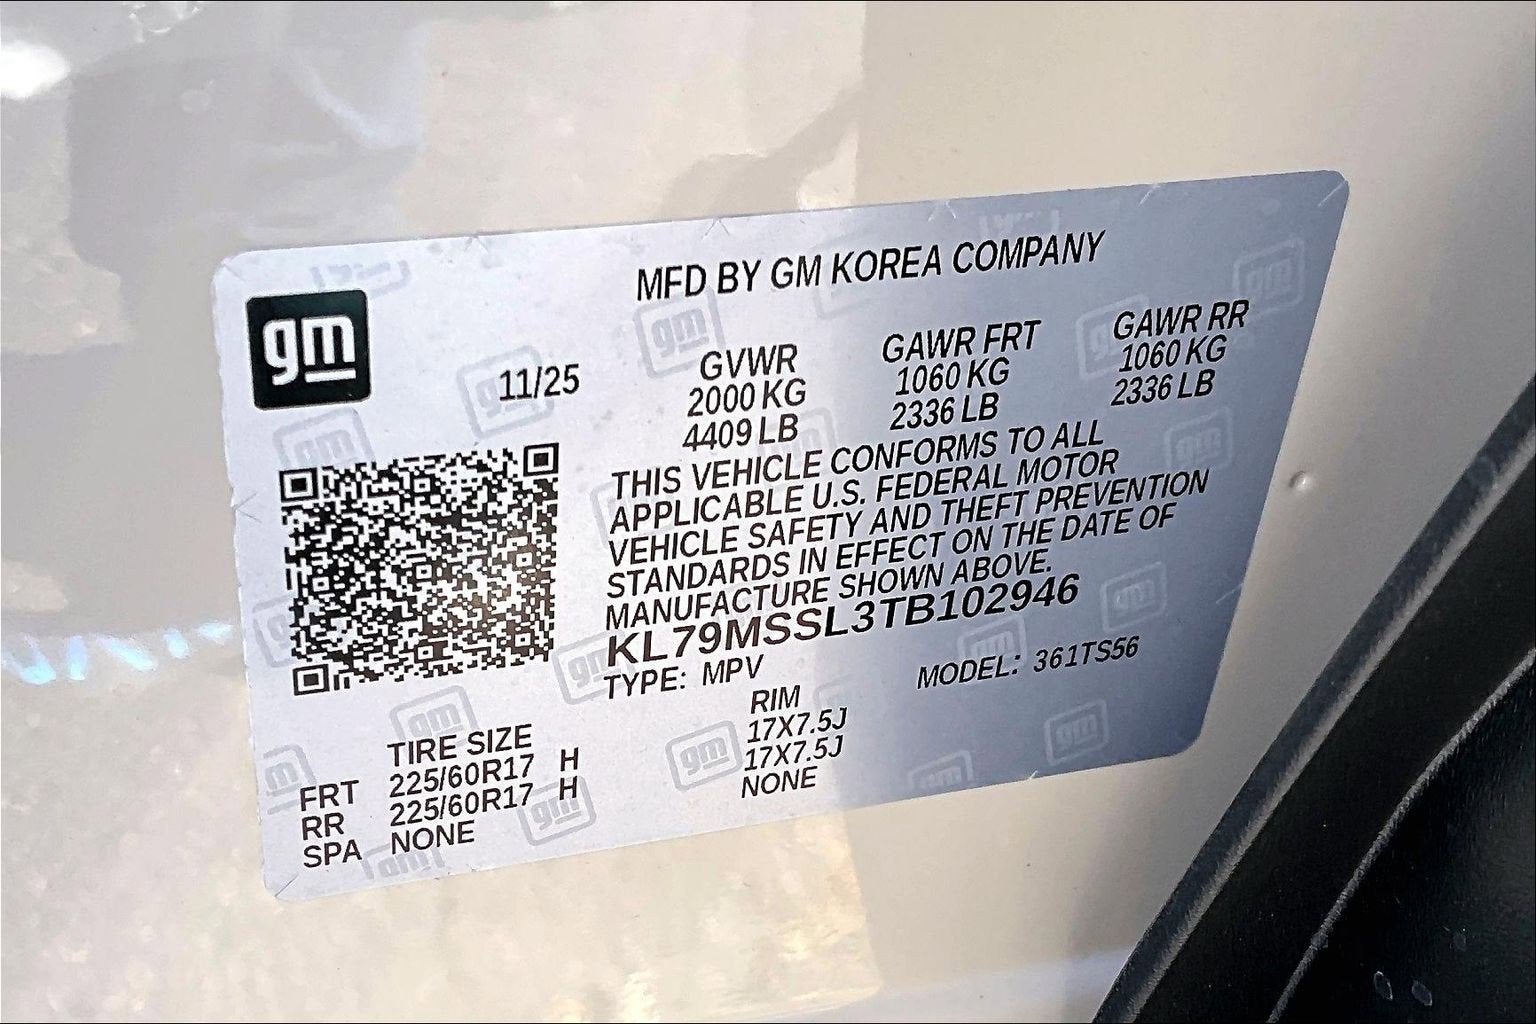 MFD BY GM KOREA COMPANY
gm
11/25
GVWR GAWR FRT GAWR RR
2000 KG 1060 KG 1060 KG
4409 LB 2336 LB 2336 LB
THIS VEHICLE CONFORMS TO ALL
APPLICABLE U.S. FEDERAL MOTOR
VEHICLE SAFETY AND THEFT PREVENTION
STANDARDS IN EFFECT ON THE DATE OF
MANUFACTURE SHOWN ABOVE.
KL79MSSL3TB102946
TYPE: MPV MODEL: 361TS56
TIRE SIZE RIM
FRT 225/60R17 H 17X7.5J
RR 225/60R17 H 17X7.5J
SPA NONE NONE